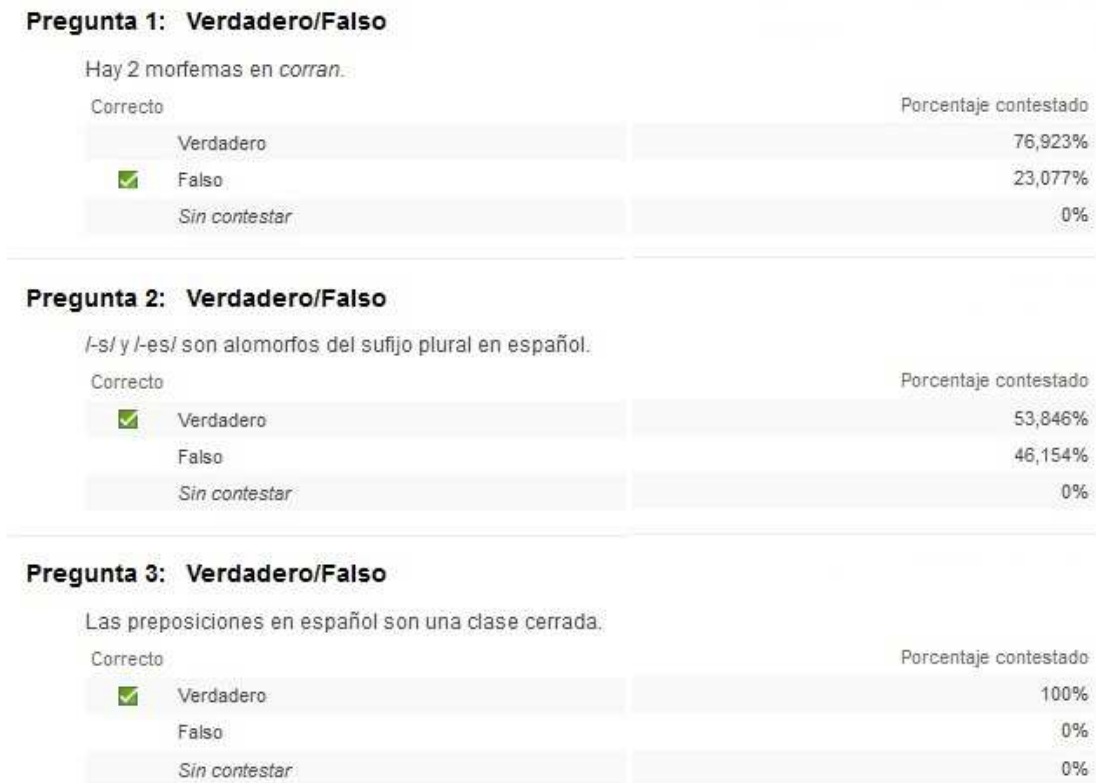 Pregunta 1: Verdadero/Falso
Hay 2 morfemas en corran.
Correcto Porcentaje contestado
Verdadero 76,923%
Falso 23,077%
Sin contestar 0%
Pregunta 2: Verdadero/Falso
/-s/ y /-es/ son alomorfos del sufijo plural en español.
Correcto Porcentaje contestado
Verdadero 53,846%
Falso 46,154%
Sin contestar 0%
Pregunta 3: Verdadero/Falso
Las preposiciones en español son una clase cerrada.
Correcto Porcentaje contestado
Verdadero 100%
Falso 0%
Sin contestar 0%